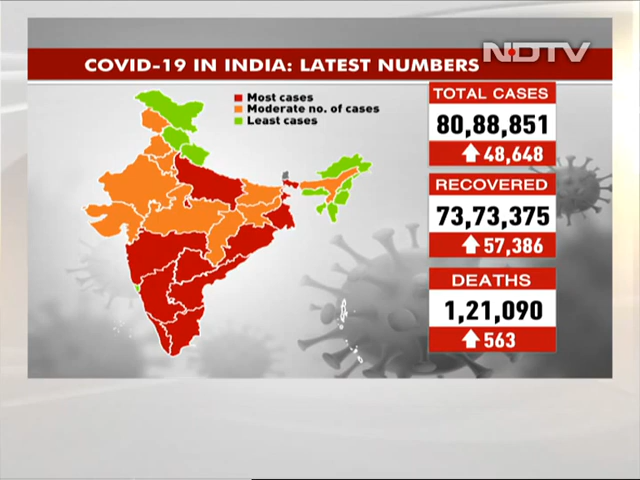 NDTV
COVID-19 IN INDIA: LATEST NUMBERS
Most cases
Moderate no. of cases
Least cases
TOTAL CASES
80,88,851
48,648
RECOVERED
73,73,375
57,386
DEATHS
1,21,090
563